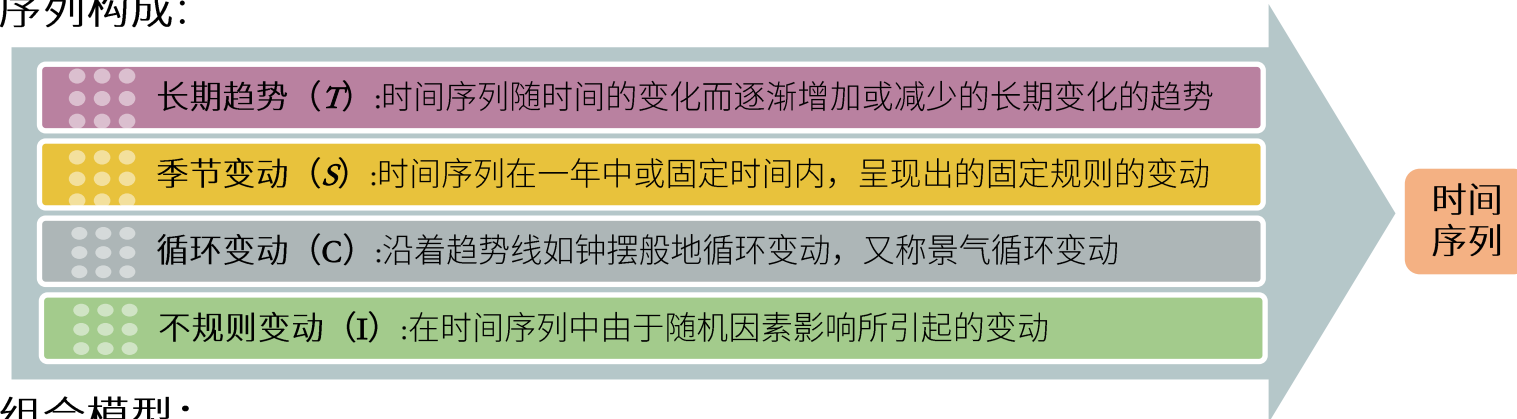 序列构成：
长期趋势（T）:时间序列随时间的变化而逐渐增加或减少的长期变化的趋势
季节变动（S）:时间序列在一年中或固定时间内，呈现出的固定规则的变动
循环变动（C）:沿着趋势线如钟摆般地循环变动，又称景气循环变动
不规则变动（I）:在时间序列中由于随机因素影响所引起的变动
时间
序列
组合模型：